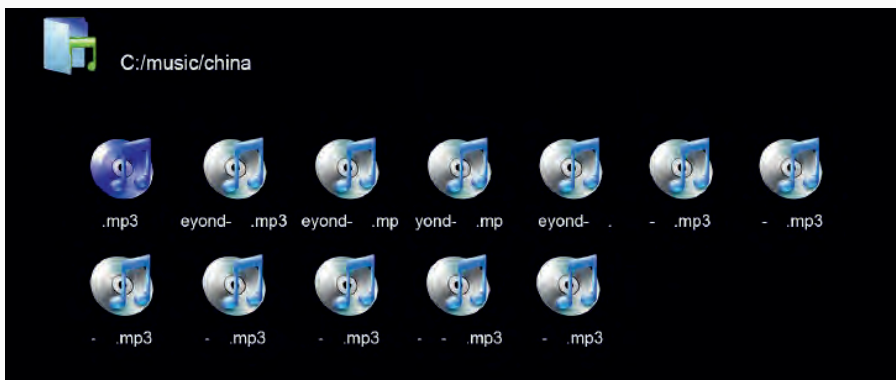 C:/music/china
.mp3 eyond- .mp3 eyond- .mp yond- .mp eyond- . - .mp3 - .mp3
- .mp3 - .mp3 - .mp3 - - .mp3 - .mp3